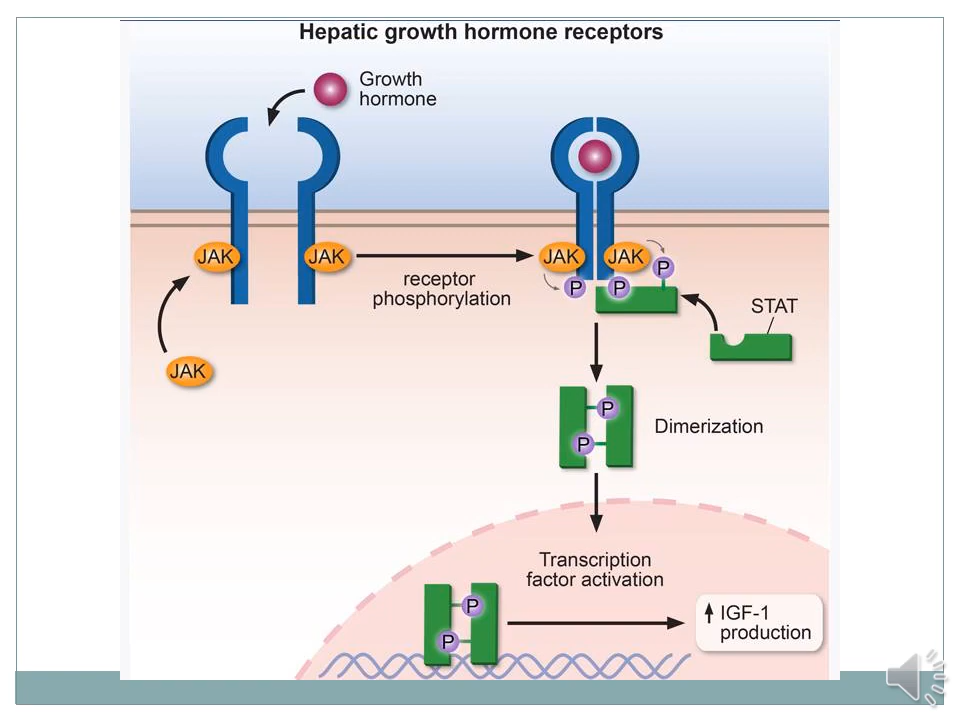 Hepatic growth hormone receptors
Growth
hormone
JAK
JAK
receptor
phosphorylation
JAK
JAK
P
P
P
STAT
JAK
P
P
Dimerization
Transcription
factor activation
P
P
IGF-1
production